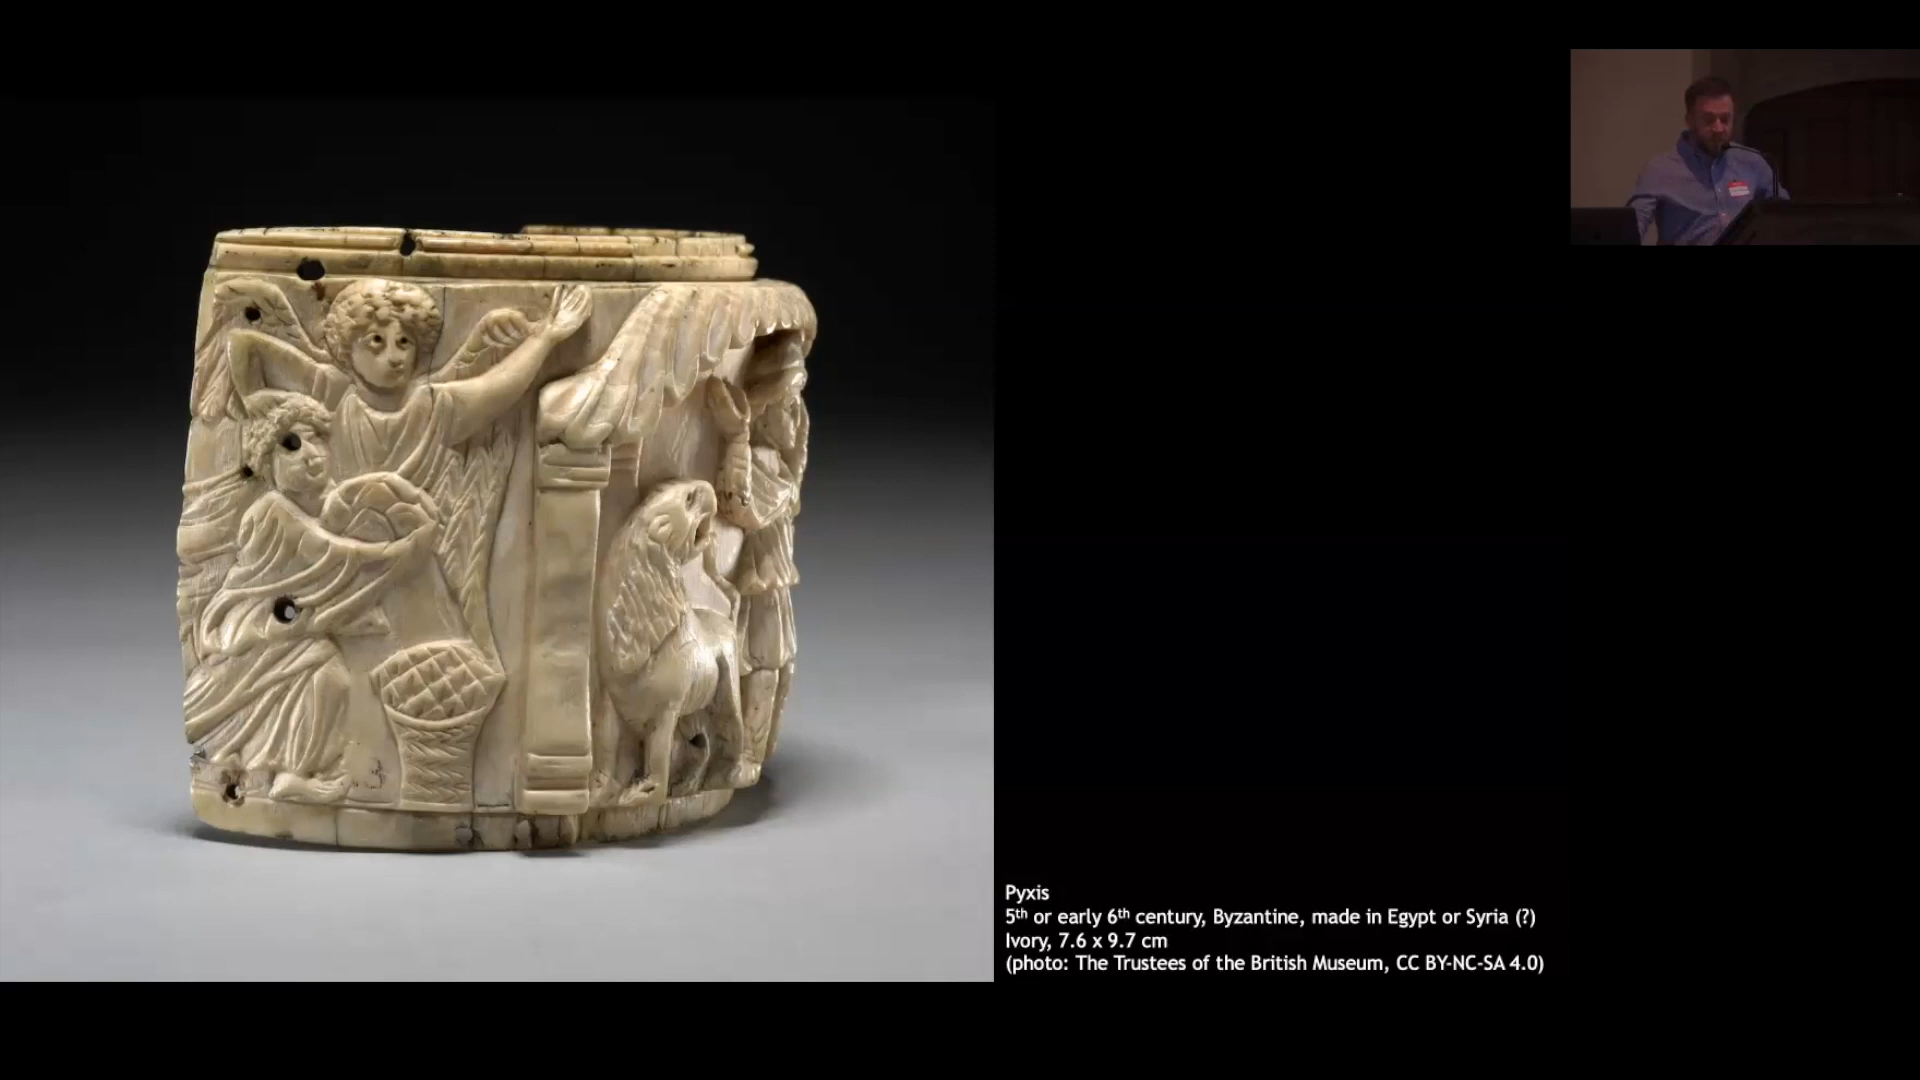 Pyxis
5th or early 6th century, Byzantine, made in Egypt or Syria (?)
Ivory, 7.6 x 9.7 cm
(photo: The Trustees of the British Museum, CC BY-NC-SA 4.0)